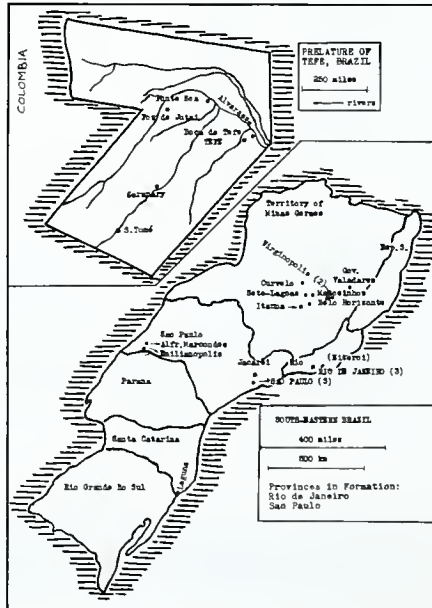 COLOMBIA
PRELATURE OF
TEFE, BRAZIL
250 miles
rivers
Fonte Boa
Foz de Jutai
Alvaraes
Boca de Tefe
TEFE
S. Tomé
Territory of
Minas Geraes
Esp. S.
Virginopolis (2)
Gov.
Valadares
Curvelo
Sete-Lagoas
Matosinhos
Itauna
Belo Horizonte
Sao Paulo
Alfr. Marcondes
Emilianopolis
Jacarei
Rio
(Niteroi)
RIO DE JANEIRO (3)
SAO PAULO (3)
Parana
Santa Catarina
Laguna
Rio Grande Do Sul
SOUTH-EASTERN BRAZIL
400 miles
800 km
Provinces in Formation:
Rio de Janeiro
Sao Paulo